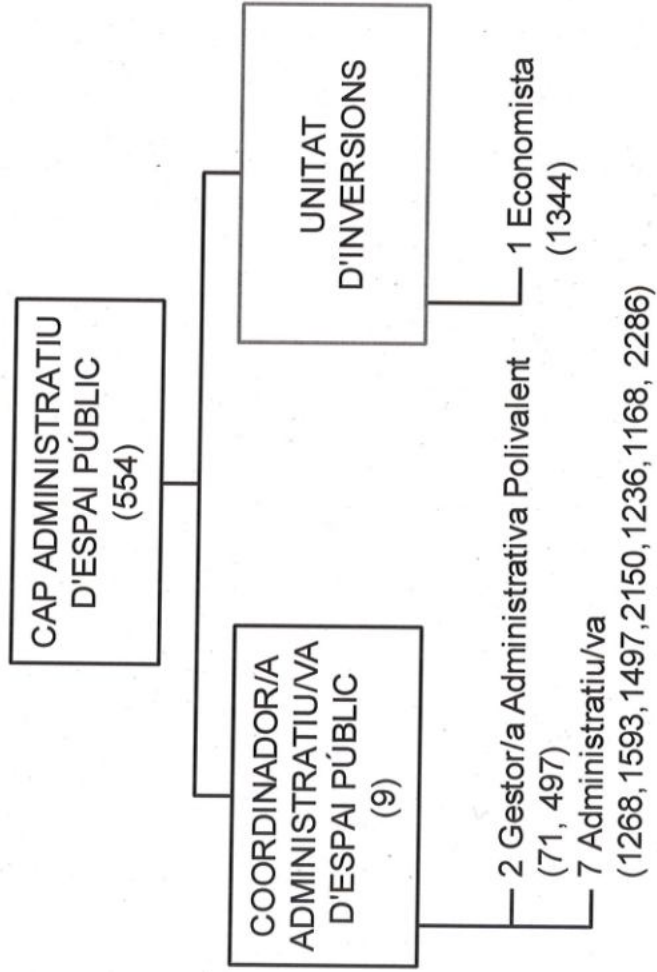 CAP ADMINISTRATIU
D'ESPAI PÚBLIC
(554)
COORDINADOR/A
ADMINISTRATIU/VA
D'ESPAI PÚBLIC
(9)
2 Gestor/a Administrativa Polivalent
(71, 497)
7 Administratiu/va
(1268,1593,1497,2150,1236,1168, 2286)
UNITAT
D'INVERSIONS
1 Economista
(1344)